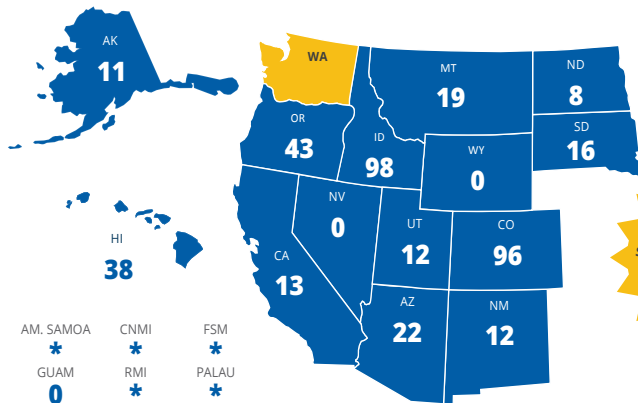 AK
11
WA
MT
19
ND
8
OR
43
ID
98
WY
0
SD
16
HI
38
NV
0
UT
12
CO
96
CA
13
AZ
22
NM
12
AM. SAMOA CNMI FSM
* * *
GUAM RMI PALAU
0 * *